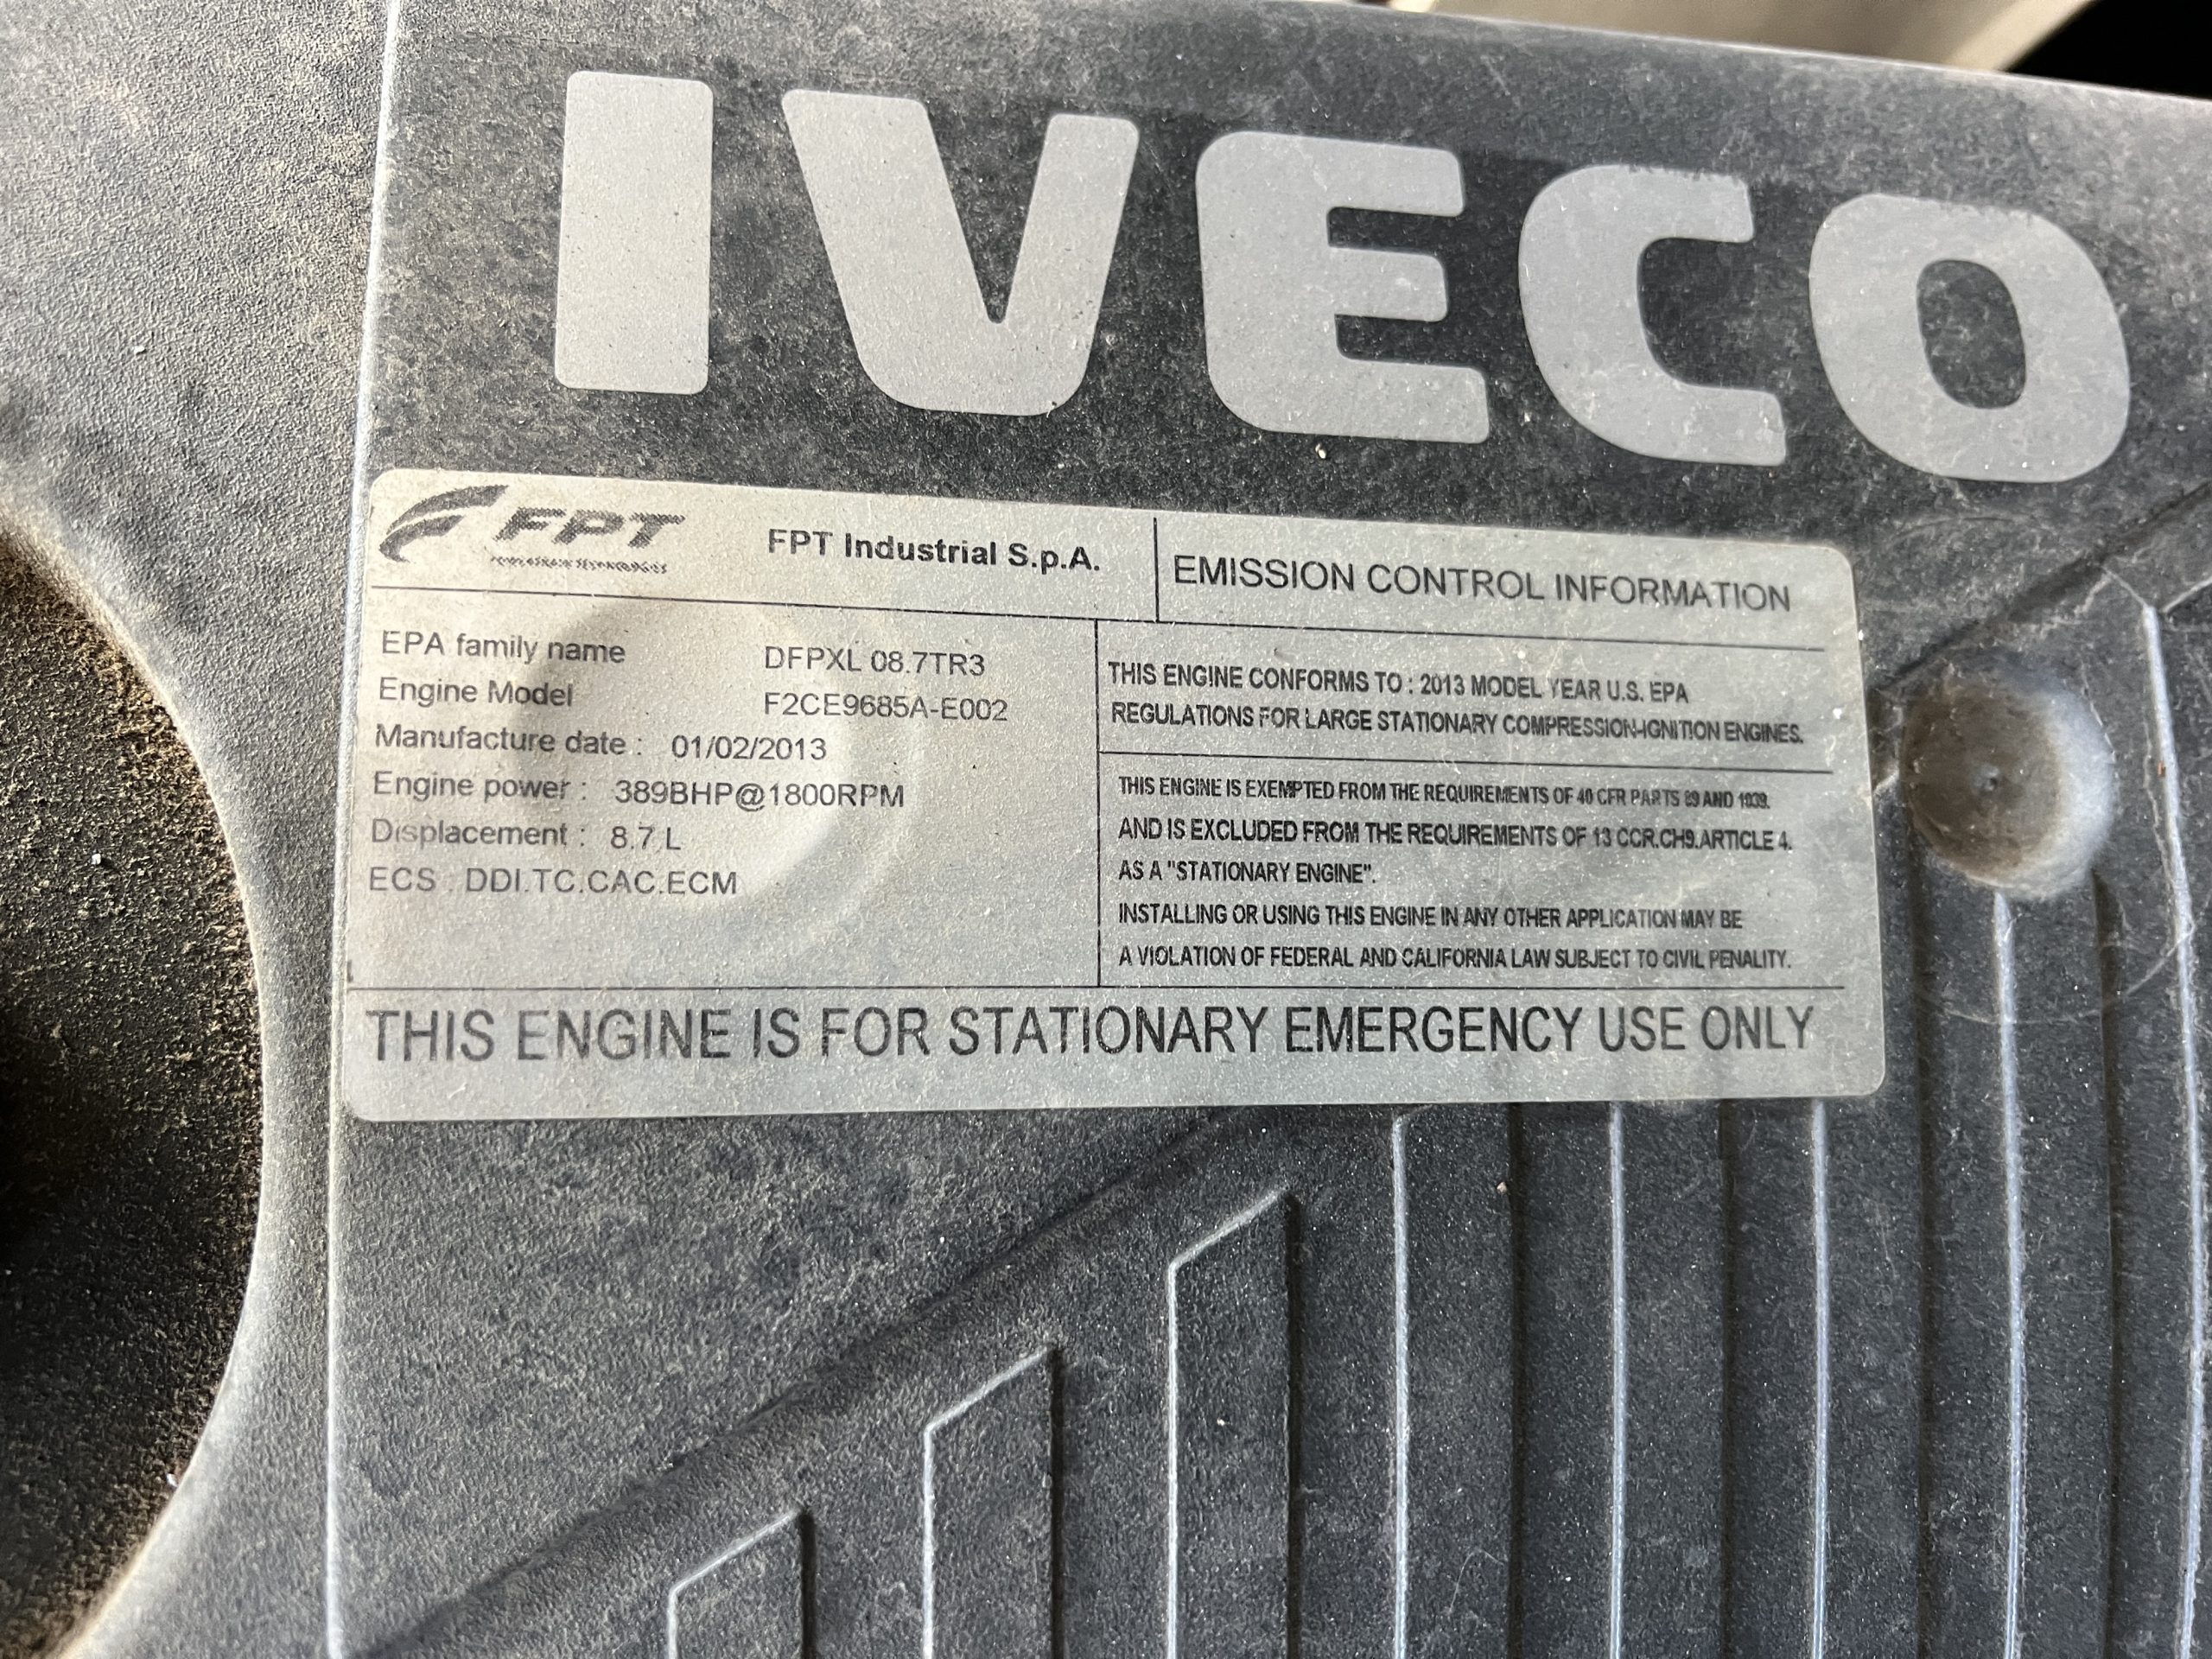 IVECO
FPT
POWERTRAIN TECHNOLOGIES
FPT Industrial S.p.A.
EMISSION CONTROL INFORMATION
EPA family name DFPXL 08.7TR3
Engine Model F2CE9685A-E002
Manufacture date : 01/02/2013
Engine power : 389BHP@1800RPM
Displacement : 8.7 L
ECS : DDI.TC.CAC.ECM
THIS ENGINE CONFORMS TO : 2013 MODEL YEAR U.S. EPA
REGULATIONS FOR LARGE STATIONARY COMPRESSION-IGNITION ENGINES.
THIS ENGINE IS EXEMPTED FROM THE REQUIREMENTS OF 40 CFR PARTS 89 AND 1039.
AND IS EXCLUDED FROM THE REQUIREMENTS OF 13 CCR.CH9.ARTICLE 4.
AS A "STATIONARY ENGINE".
INSTALLING OR USING THIS ENGINE IN ANY OTHER APPLICATION MAY BE
A VIOLATION OF FEDERAL AND CALIFORNIA LAW SUBJECT TO CIVIL PENALITY.
THIS ENGINE IS FOR STATIONARY EMERGENCY USE ONLY